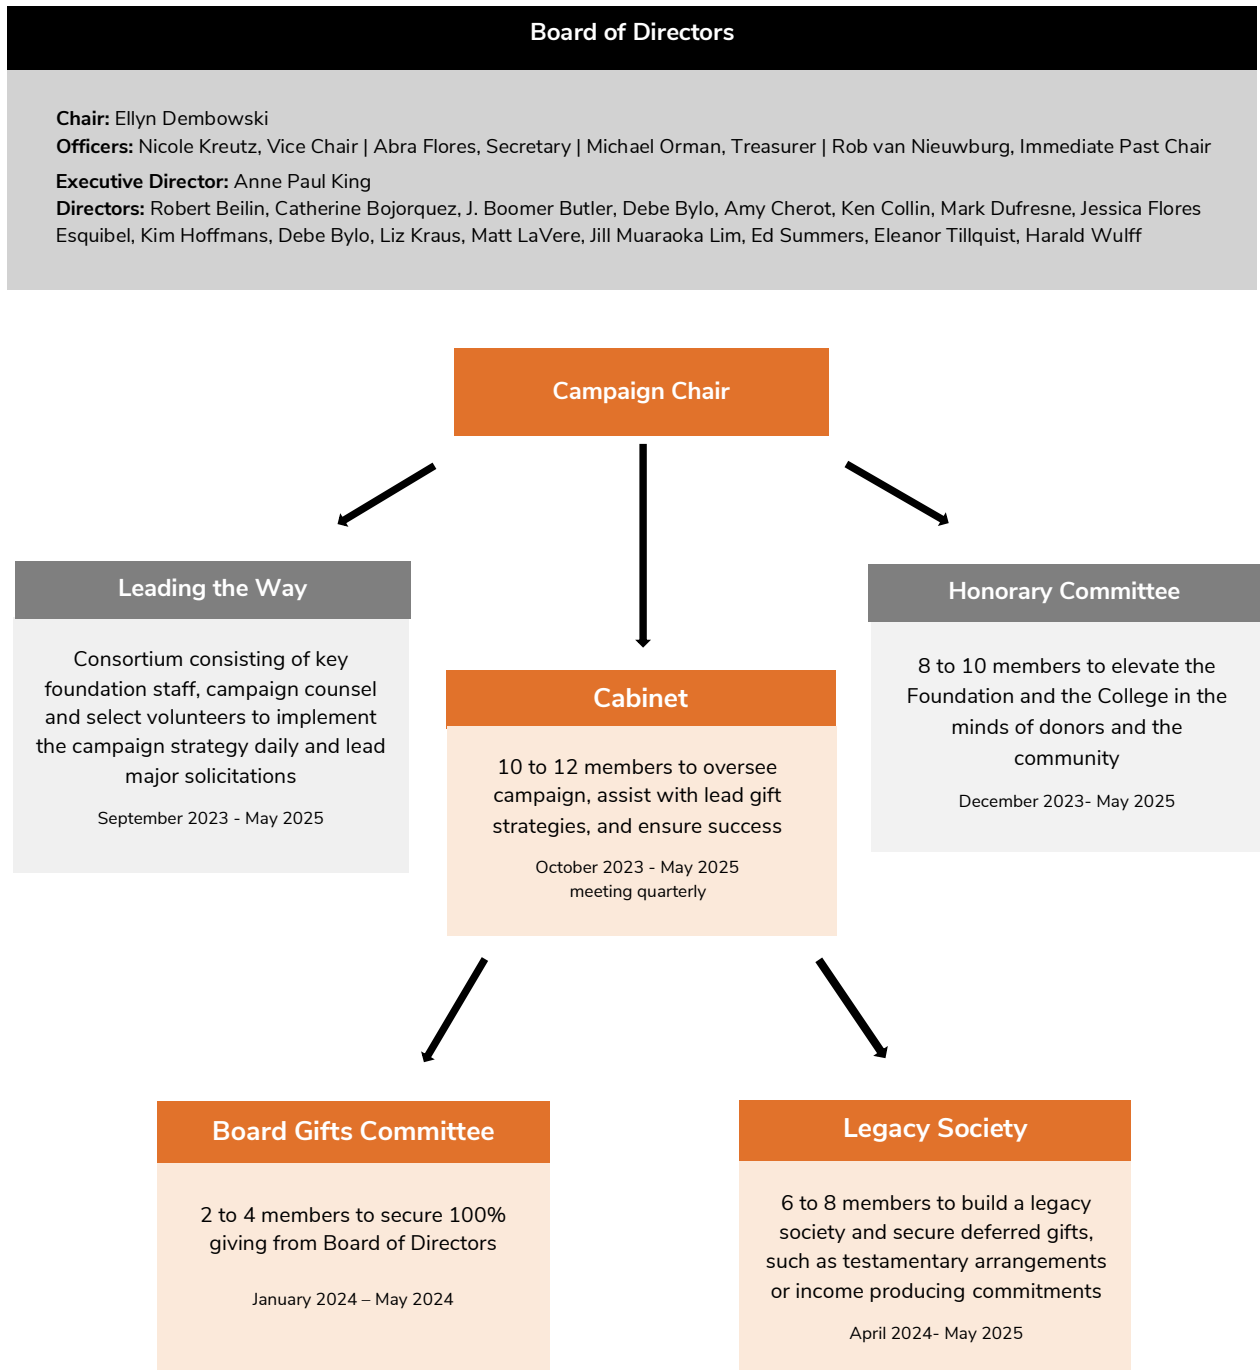 Board of Directors
Chair: Ellyn Dembowski
Officers: Nicole Kreutz, Vice Chair | Abra Flores, Secretary | Michael Orman, Treasurer | Rob van Nieuwburg, Immediate Past Chair
Executive Director: Anne Paul King
Directors: Robert Beilin, Catherine Bojorquez, J. Boomer Butler, Debe Bylo, Amy Cherot, Ken Collin, Mark Dufresne, Jessica Flores
Esquibel, Kim Hoffmans, Debe Bylo, Liz Kraus, Matt LaVere, Jill Muaraoka Lim, Ed Summers, Eleanor Tillquist, Harald Wulff
Campaign Chair
Leading the Way
Consortium consisting of key
foundation staff, campaign counsel
and select volunteers to implement
the campaign strategy daily and lead
major solicitations
September 2023 - May 2025
Honorary Committee
8 to 10 members to elevate the
Foundation and the College in the
minds of donors and the
community
December 2023- May 2025
Cabinet
10 to 12 members to oversee
campaign, assist with lead gift
strategies, and ensure success
October 2023 - May 2025
meeting quarterly
Board Gifts Committee
2 to 4 members to secure 100%
giving from Board of Directors
January 2024 – May 2024
Legacy Society
6 to 8 members to build a legacy
society and secure deferred gifts,
such as testamentary arrangements
or income producing commitments
April 2024- May 2025